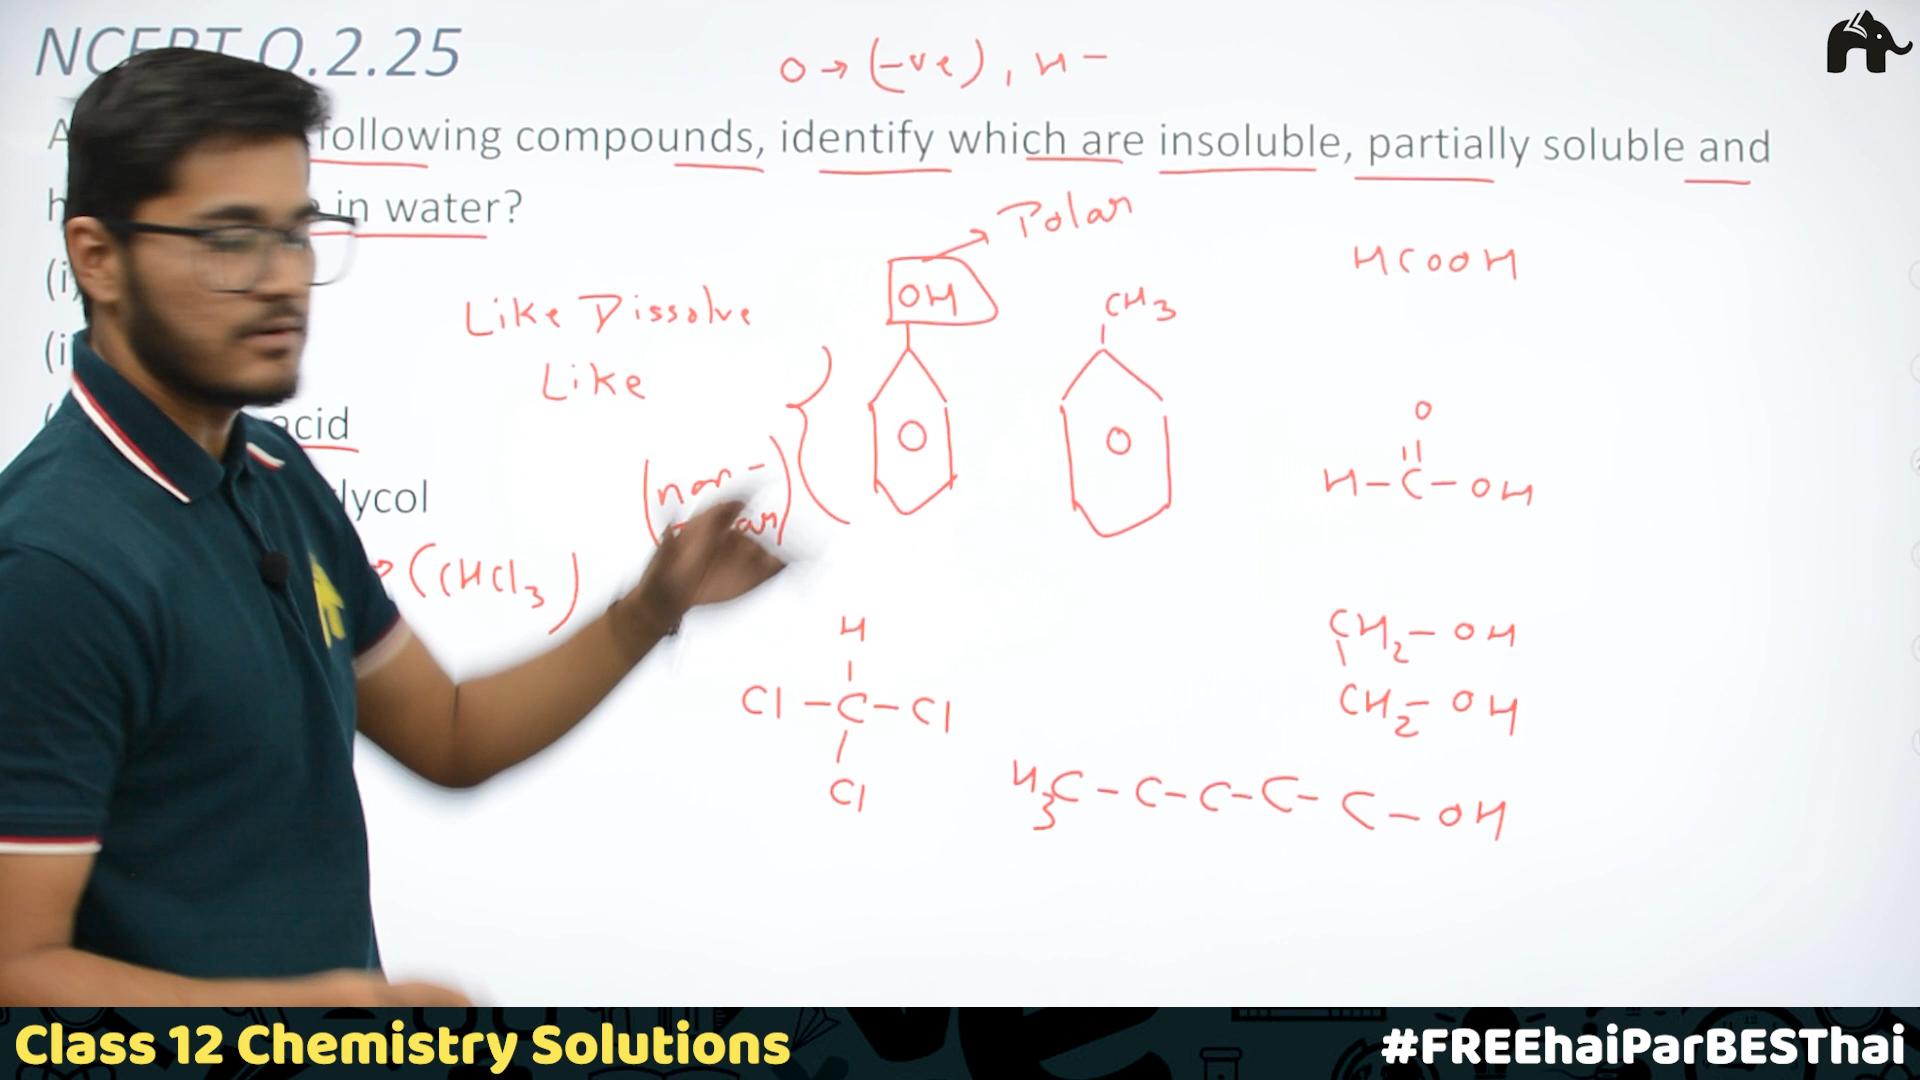 NCERT Q.2.25
O → (-ve), H -
following compounds, identify which are insoluble, partially soluble and
in water?
Polar
HCOOH
(i)
OH
CH3
Like Dissolve
Like
(i
O
acid
O
O
(non-
H-C-OH
lycol
(CHCl3)
H
CH2-OH
Cl-C-Cl
CH2-OH
Cl
H3C-C-C-C-C-OH
Class 12 Chemistry Solutions
#FREEhaiParBESThai